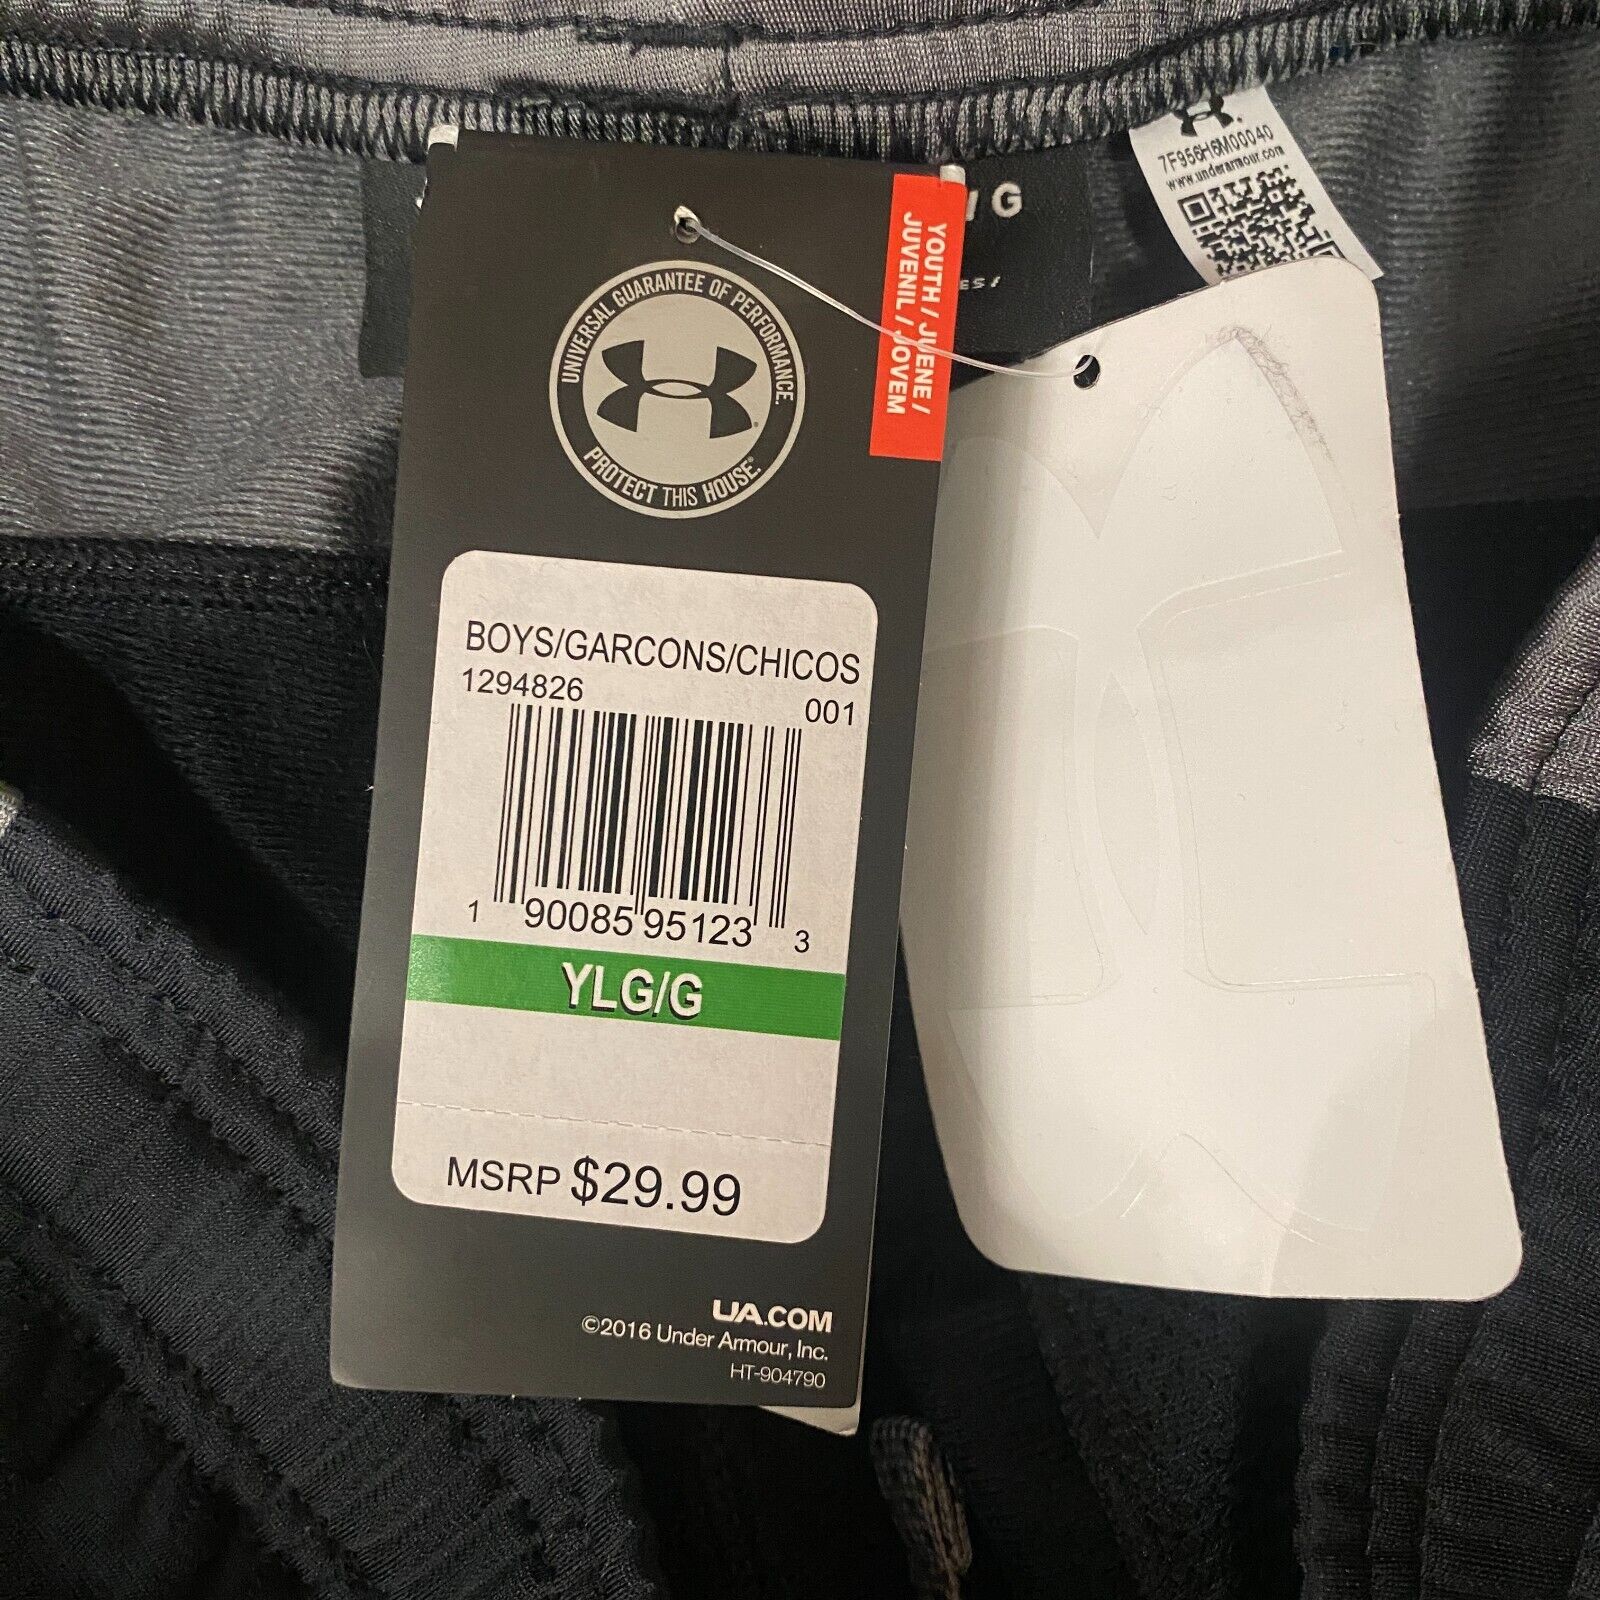 7F956H6M00040
www.underarmour.com
G
YOUTH / JUENE /
JUVENIL / JOVEM
UNIVERSAL GUARANTEE OF PERFORMANCE.
PROTECT THIS HOUSE.®
BOYS/GARCONS/CHICOS
1294826
001
1 90085 95123 3
YLG/G
MSRP $29.99
UA.COM
©2016 Under Armour, Inc.
HT-904790